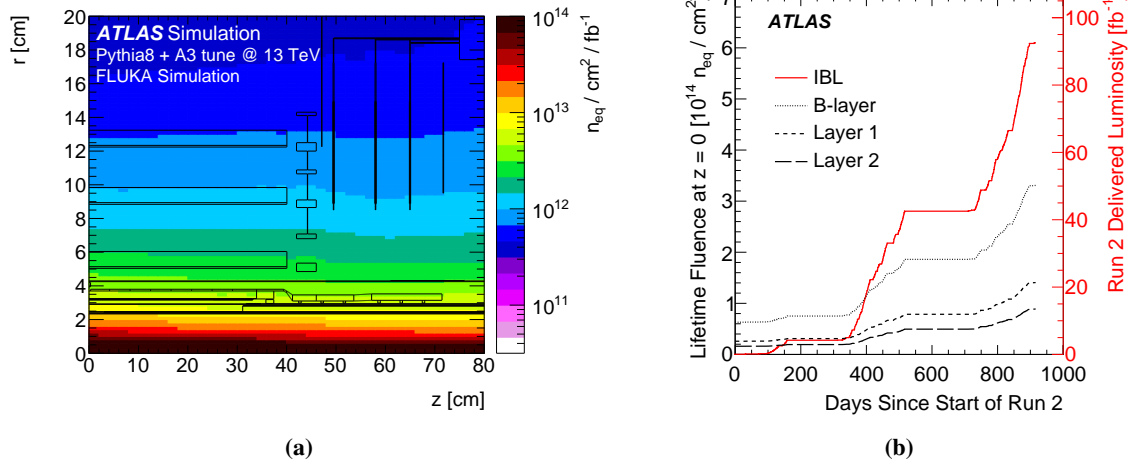 r [cm]
20
18
16
14
12
10
8
6
4
2
0
ATLAS Simulation
Pythia8 + A3 tune @ 13 TeV
FLUKA Simulation
0 10 20 30 40 50 60 70 80
z [cm]
10^14
10^13
10^12
10^11
n_eq / cm^2 / fb^-1
(a)
Lifetime Fluence at z = 0 [10^14 n_eq / cm^2
7
6
5
4
3
2
1
0
ATLAS
IBL
B-layer
Layer 1
Layer 2
0 200 400 600 800 1000
Days Since Start of Run 2
100
80
60
40
20
0
Run 2 Delivered Luminosity [fb^-1
(b)